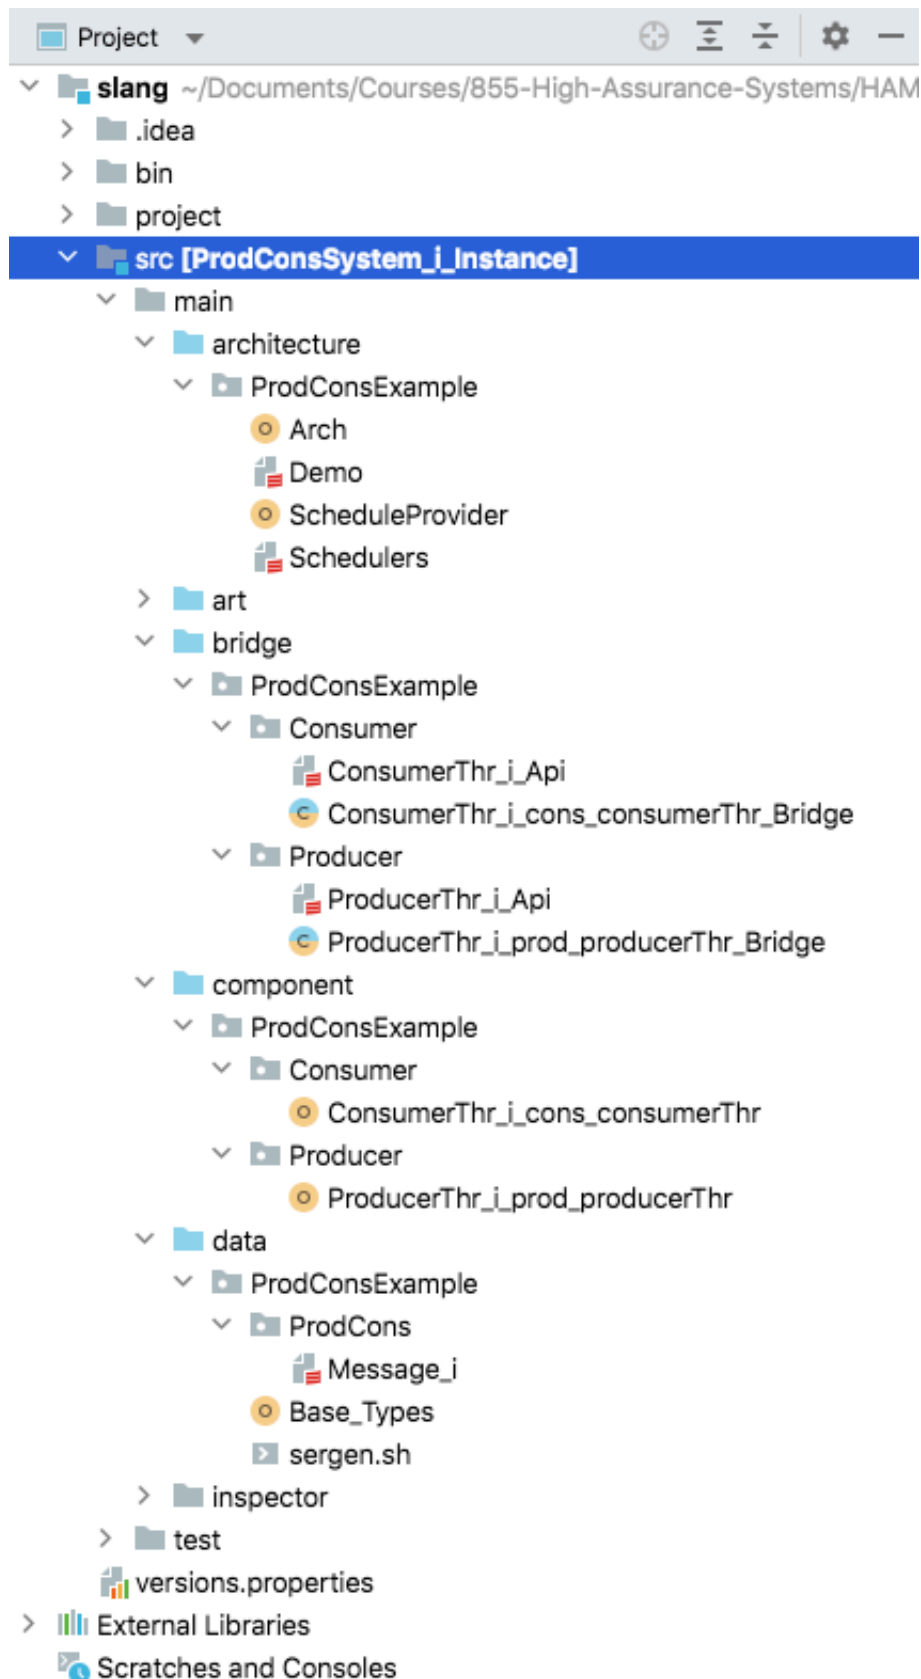 Project
slang ~/Documents/Courses/855-High-Assurance-Systems/HAM
.idea
bin
project
src [ProdConsSystem_i_Instance]
main
architecture
ProdConsExample
Arch
Demo
ScheduleProvider
Schedulers
art
bridge
ProdConsExample
Consumer
ConsumerThr_i_Api
ConsumerThr_i_cons_consumerThr_Bridge
Producer
ProducerThr_i_Api
ProducerThr_i_prod_producerThr_Bridge
component
ProdConsExample
Consumer
ConsumerThr_i_cons_consumerThr
Producer
ProducerThr_i_prod_producerThr
data
ProdConsExample
ProdCons
Message_i
Base_Types
sergen.sh
inspector
test
versions.properties
External Libraries
Scratches and Consoles